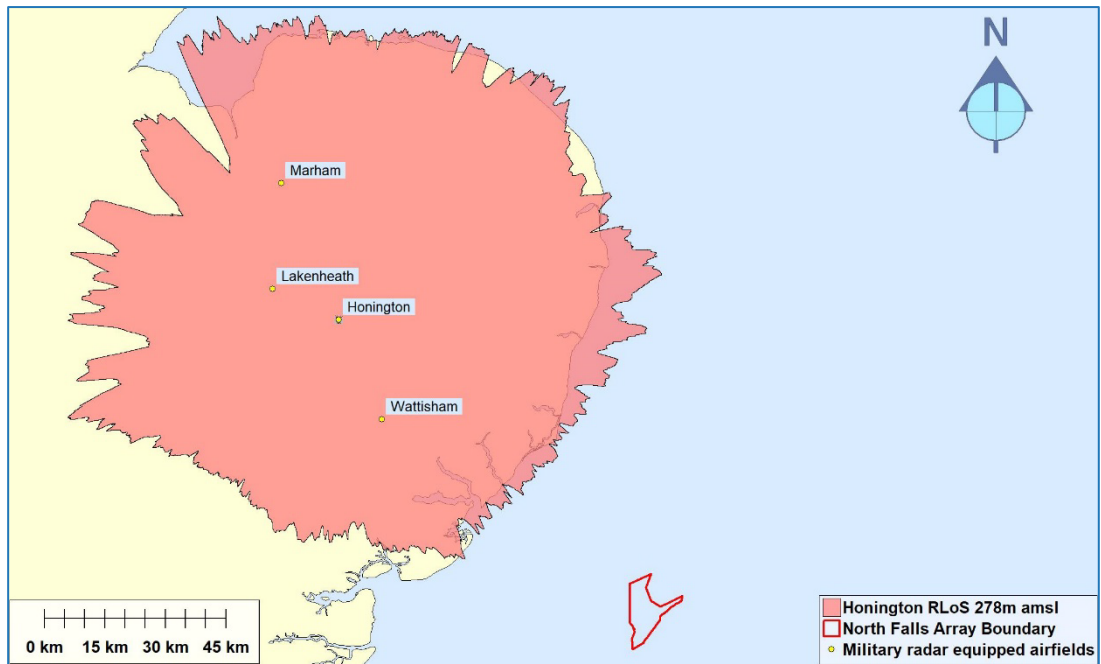 N
Marham
Lakenheath
Honington
Wattisham
0 km 15 km 30 km 45 km
Honington RLoS 278m amsl
North Falls Array Boundary
Military radar equipped airfields